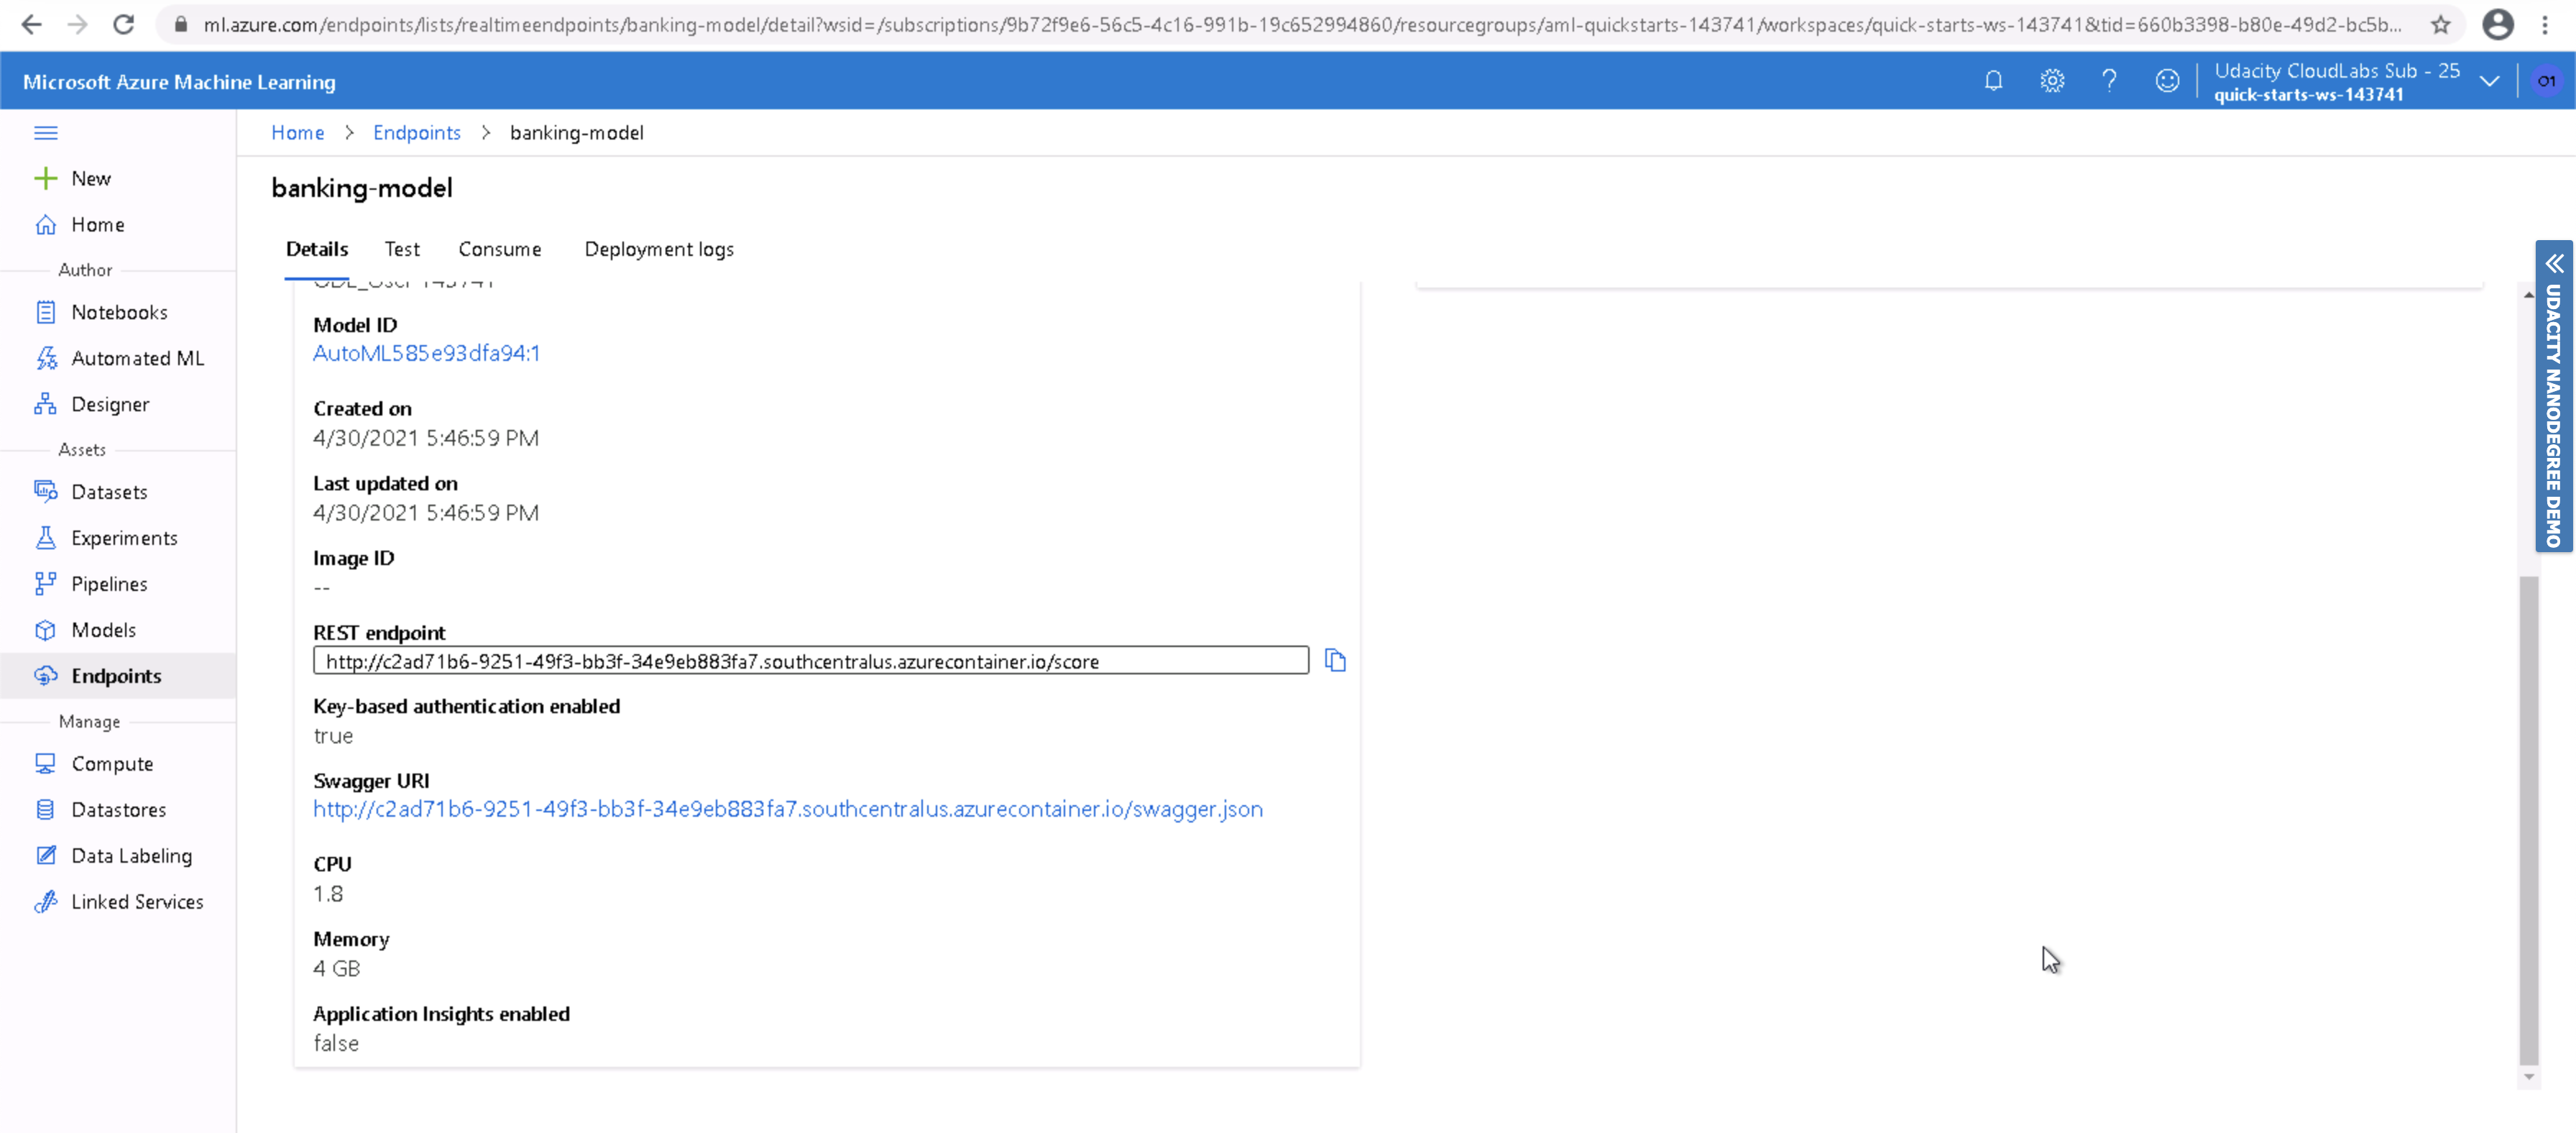 ml.azure.com/endpoints/lists/realtimeendpoints/banking-model/detail?wsid=/subscriptions/9b72f9e6-56c5-4c16-991b-19c652994860/resourcegroups/aml-quickstarts-143741/workspaces/quick-starts-ws-143741&tid=660b3398-b80e-49d2-bc5b...
Microsoft Azure Machine Learning
Udacity CloudLabs Sub - 25
quick-starts-ws-143741
O1
Home > Endpoints > banking-model
New
Home
Author
Notebooks
Automated ML
Designer
Assets
Datasets
Experiments
Pipelines
Models
Endpoints
Manage
Compute
Datastores
Data Labeling
Linked Services
banking-model
Details Test Consume Deployment logs
Model ID
AutoML585e93dfa94:1
Created on
4/30/2021 5:46:59 PM
Last updated on
4/30/2021 5:46:59 PM
Image ID
--
REST endpoint
http://c2ad71b6-9251-49f3-bb3f-34e9eb883fa7.southcentralus.azurecontainer.io/score
Key-based authentication enabled
true
Swagger URI
http://c2ad71b6-9251-49f3-bb3f-34e9eb883fa7.southcentralus.azurecontainer.io/swagger.json
CPU
1.8
Memory
4 GB
Application Insights enabled
false
UDACITY NANODEGREE DEMO